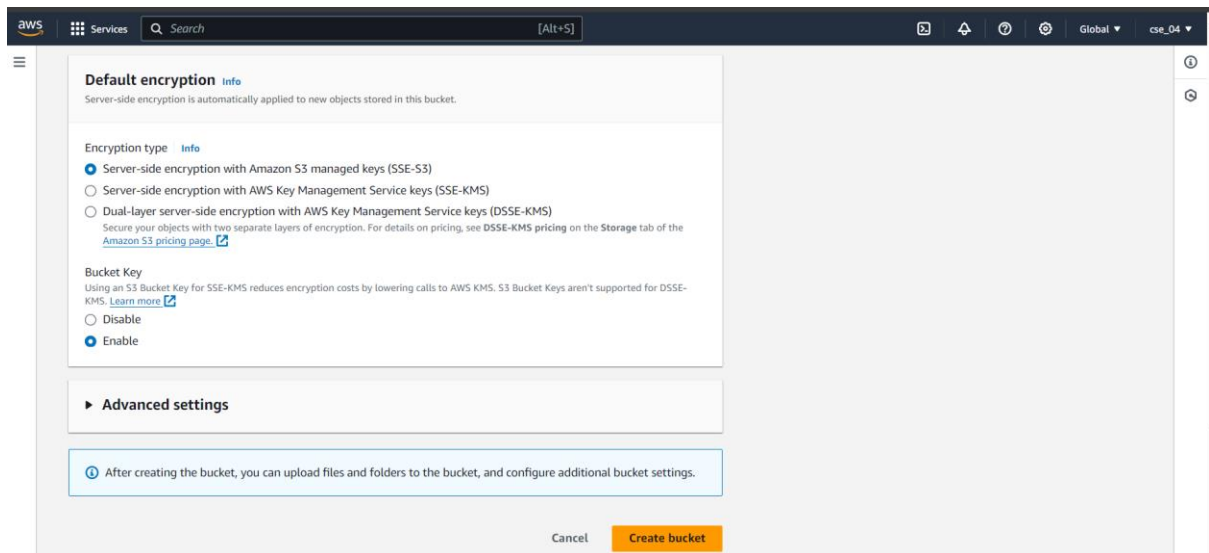 aws
Services
Search
[Alt+S]
Global
cse_04
Default encryption Info
Server-side encryption is automatically applied to new objects stored in this bucket.
Encryption type Info
Server-side encryption with Amazon S3 managed keys (SSE-S3)
Server-side encryption with AWS Key Management Service keys (SSE-KMS)
Dual-layer server-side encryption with AWS Key Management Service keys (DSSE-KMS)
Secure your objects with two separate layers of encryption. For details on pricing, see DSSE-KMS pricing on the Storage tab of the
Amazon S3 pricing page.
Bucket Key
Using an S3 Bucket Key for SSE-KMS reduces encryption costs by lowering calls to AWS KMS. S3 Bucket Keys aren't supported for DSSE-
KMS. Learn more
Disable
Enable
Advanced settings
After creating the bucket, you can upload files and folders to the bucket, and configure additional bucket settings.
Cancel
Create bucket